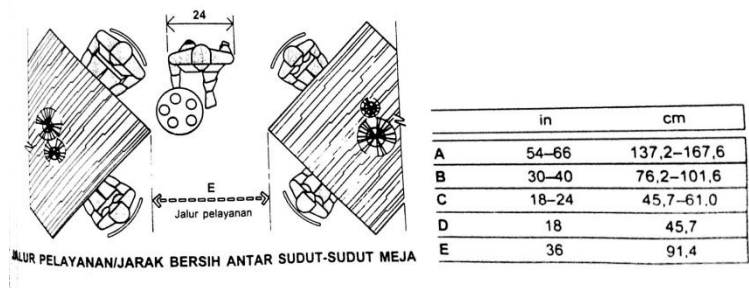 24
E
Jalur pelayanan
JALUR PELAYANAN/JARAK BERSIH ANTAR SUDUT-SUDUT MEJA
in cm
A 54–66 137,2–167,6
B 30–40 76,2–101,6
C 18–24 45,7–61,0
D 18 45,7
E 36 91,4